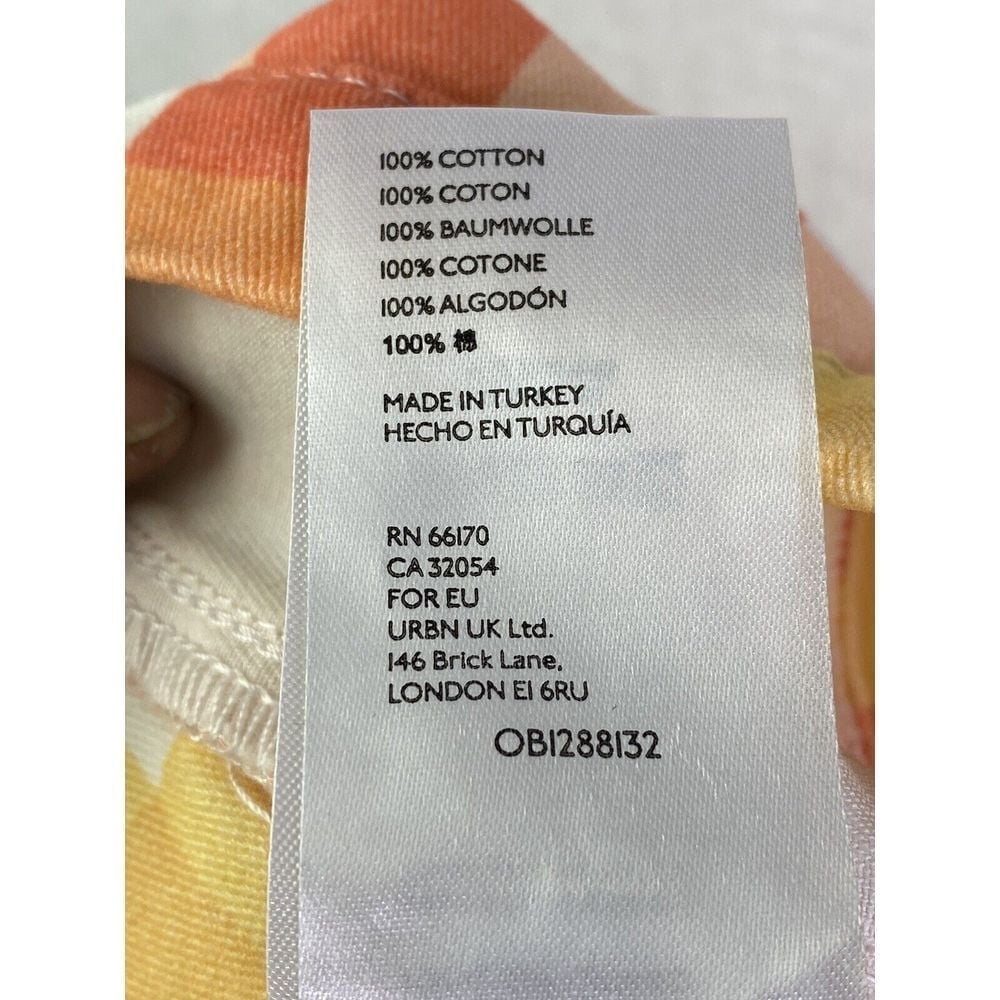 100% COTTON
100% COTON
100% BAUMWOLLE
100% COTONE
100% ALGODÓN
100% 棉
MADE IN TURKEY
HECHO EN TURQUÍA
RN 66170
CA 32054
FOR EU
URBN UK Ltd.
146 Brick Lane,
LONDON E1 6RU
OB1288132